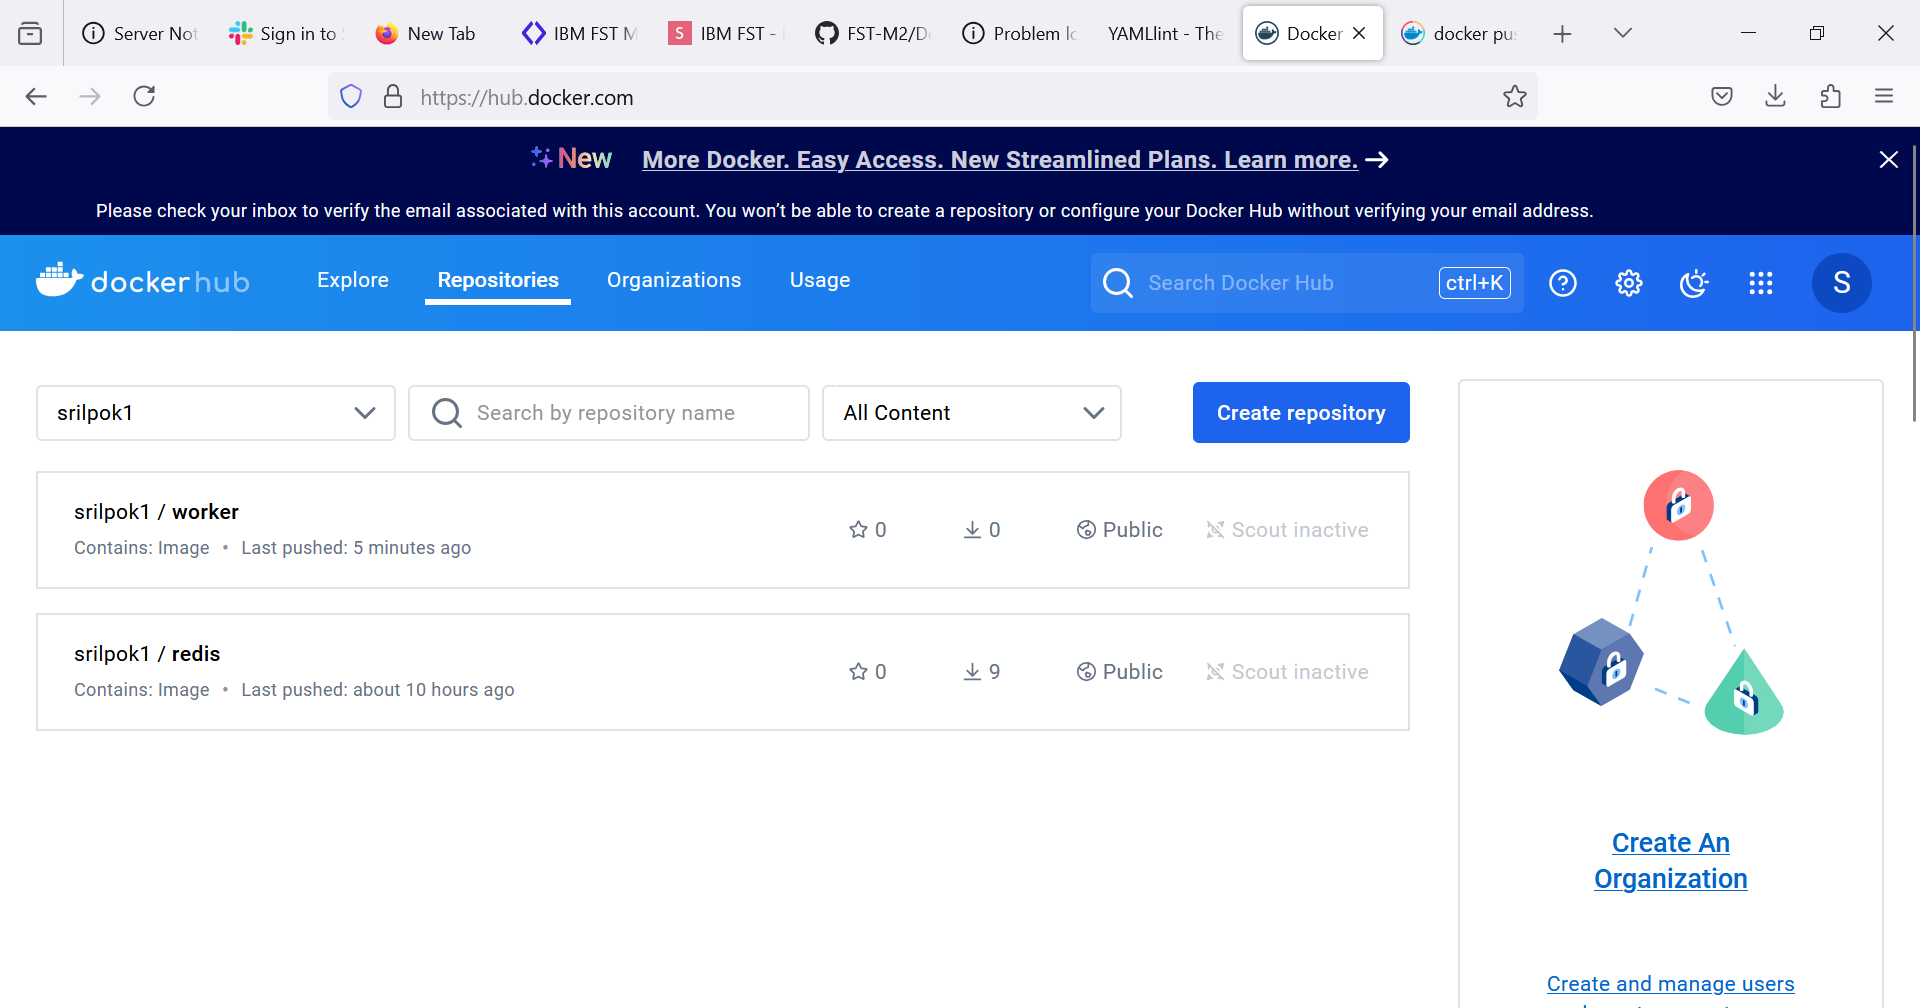 Server Not
Sign in to
New Tab
IBM FST M
S
IBM FST -
FST-M2/Do
Problem lo
YAMLlint - The
Docker
docker pus
https://hub.docker.com
New
More Docker. Easy Access. New Streamlined Plans. Learn more.
Please check your inbox to verify the email associated with this account. You won’t be able to create a repository or configure your Docker Hub without verifying your email address.
dockerhub
Explore
Repositories
Organizations
Usage
Search Docker Hub
ctrl+K
S
srilpok1
Search by repository name
All Content
Create repository
srilpok1 / worker
Contains: Image • Last pushed: 5 minutes ago
0
0
Public
Scout inactive
srilpok1 / redis
Contains: Image • Last pushed: about 10 hours ago
0
9
Public
Scout inactive
Create An
Organization
Create and manage users